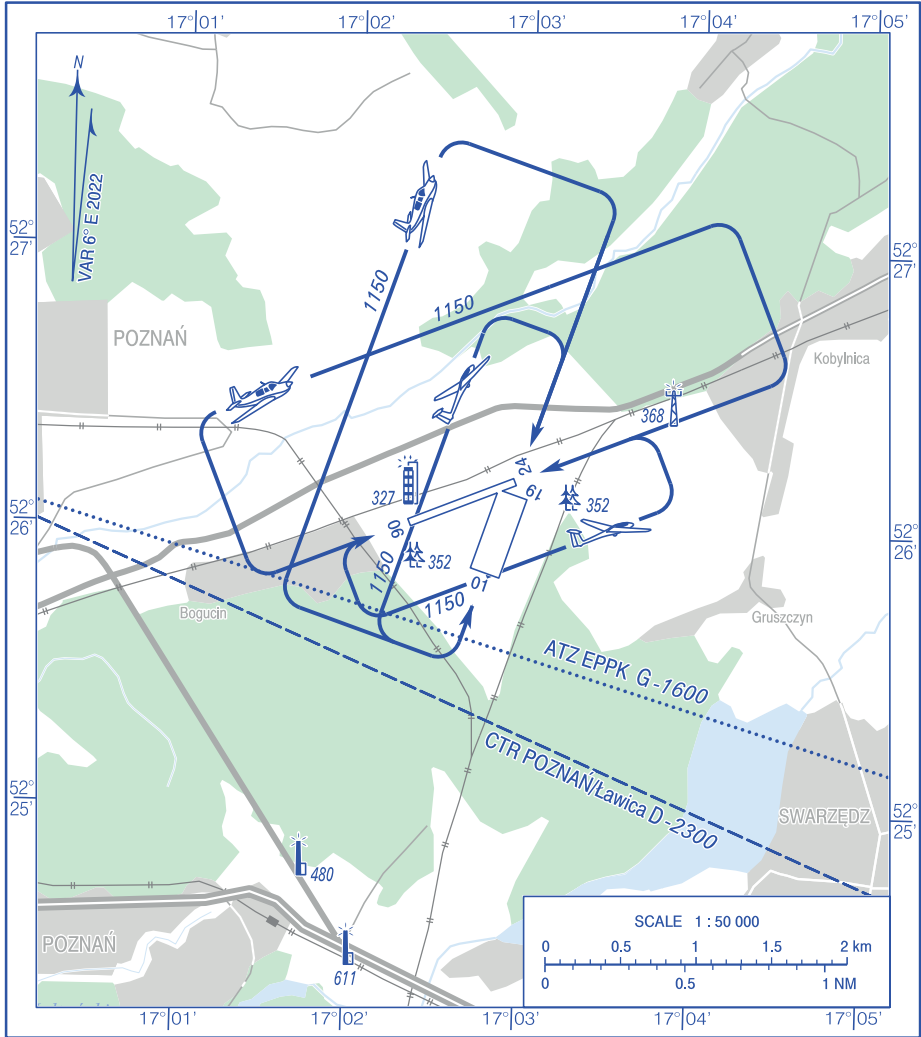 17°01' 17°02' 17°03' 17°04' 17°05'
N
VAR 6° E 2022
52°
27'
52°
27'
1150
1150
POZNAŃ
Kobylnica
368
24
19
327
352
06
352
52°
26'
52°
26'
1150
01
1150
Bogucin
Gruszczyn
ATZ EPPK G-1600
CTR POZNAŃ/Ławica D-2300
52°
25'
52°
25'
SWARZĘDZ
480
POZNAŃ
611
SCALE 1 : 50 000
0 0.5 1 1.5 2 km
0 0.5 1 NM
17°01' 17°02' 17°03' 17°04' 17°05'